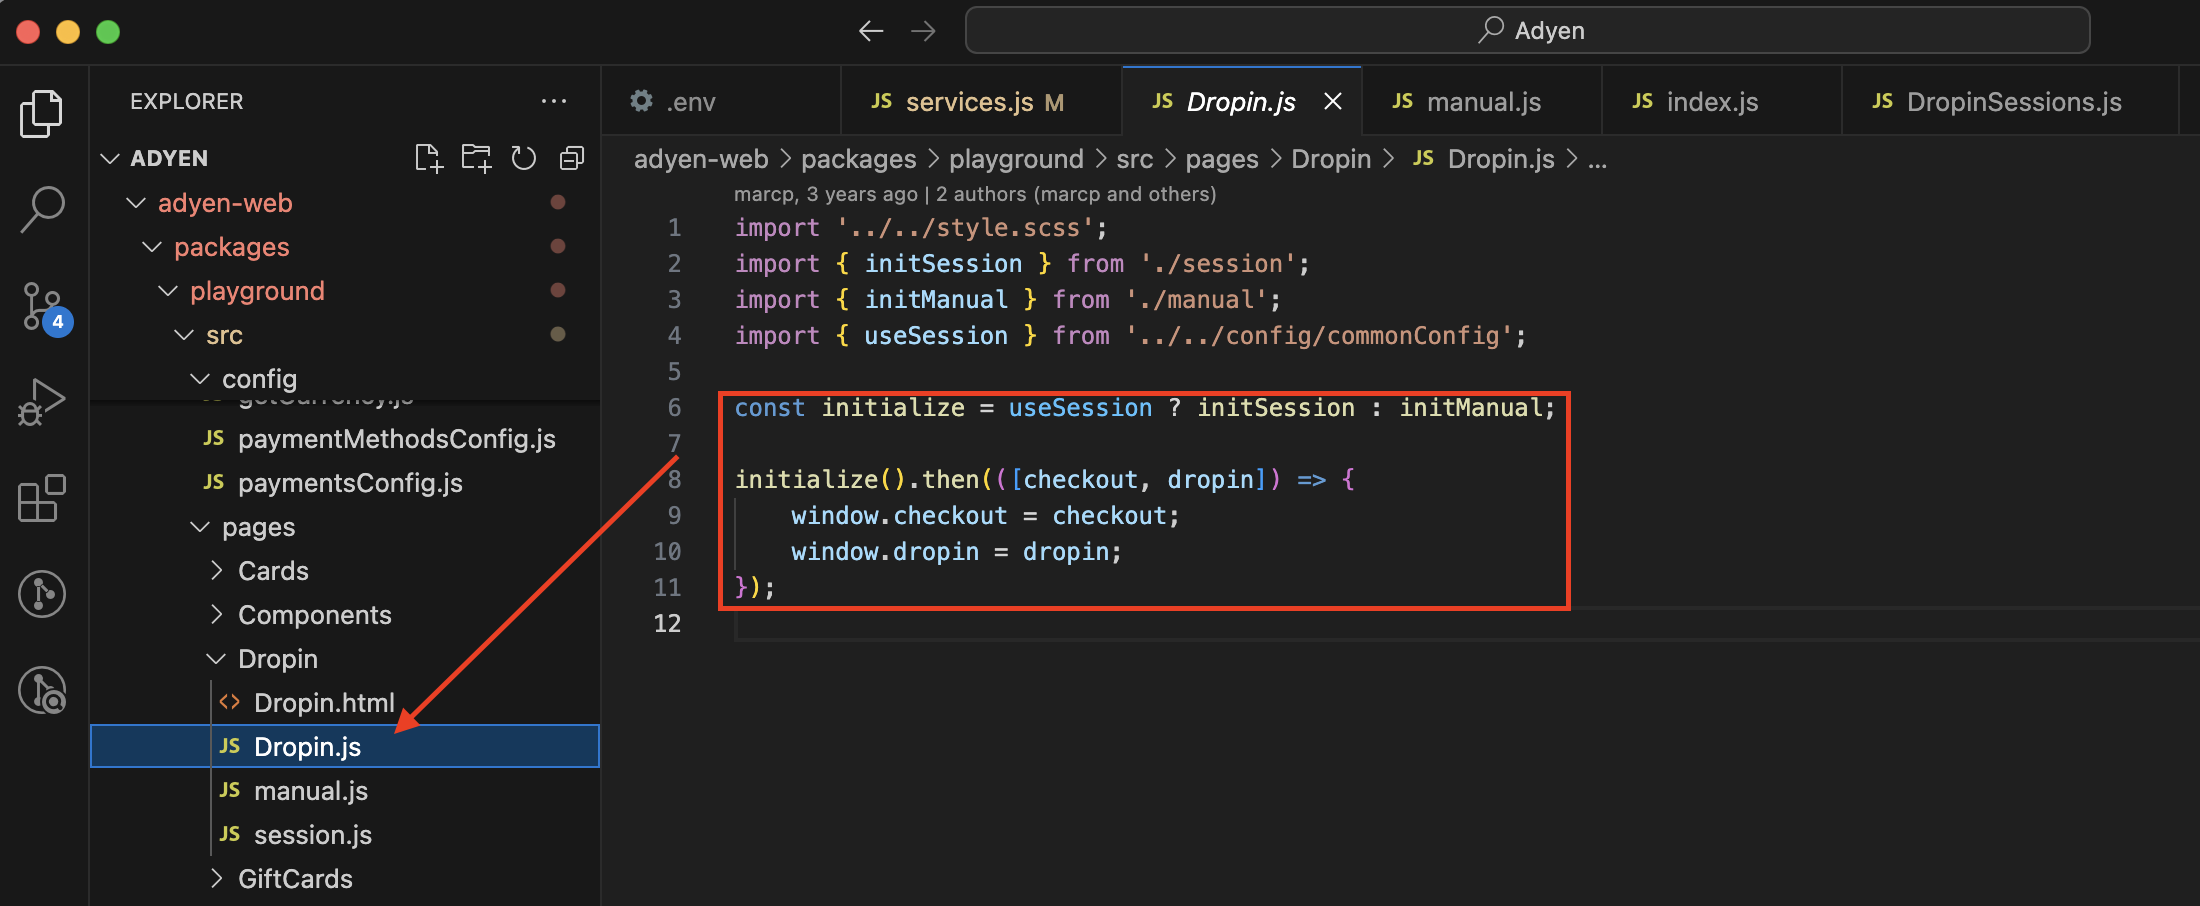 Adyen
EXPLORER
ADYEN
adyen-web
packages
playground
src
config
getCurrency.js
JS paymentMethodsConfig.js
JS paymentsConfig.js
pages
Cards
Components
Dropin
<> Dropin.html
JS Dropin.js
JS manual.js
JS session.js
GiftCards
4
.env
JS services.js M
JS Dropin.js
JS manual.js
JS index.js
JS DropinSessions.js
adyen-web > packages > playground > src > pages > Dropin > JS Dropin.js > ...
marcp, 3 years ago | 2 authors (marcp and others)
1 import '../../style.scss';
2 import { initSession } from './session';
3 import { initManual } from './manual';
4 import { useSession } from '../../config/commonConfig';
5
6 const initialize = useSession ? initSession : initManual;
7
8 initialize().then(([checkout, dropin]) => {
9 window.checkout = checkout;
10 window.dropin = dropin;
11 });
12